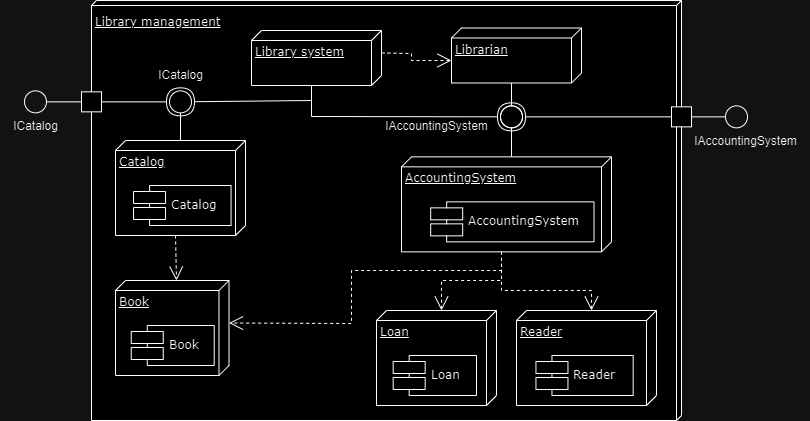 Library management
Library system
Librarian
ICatalog
ICatalog
IAccountingSystem
IAccountingSystem
Catalog
Catalog
AccountingSystem
AccountingSystem
Book
Book
Loan
Loan
Reader
Reader